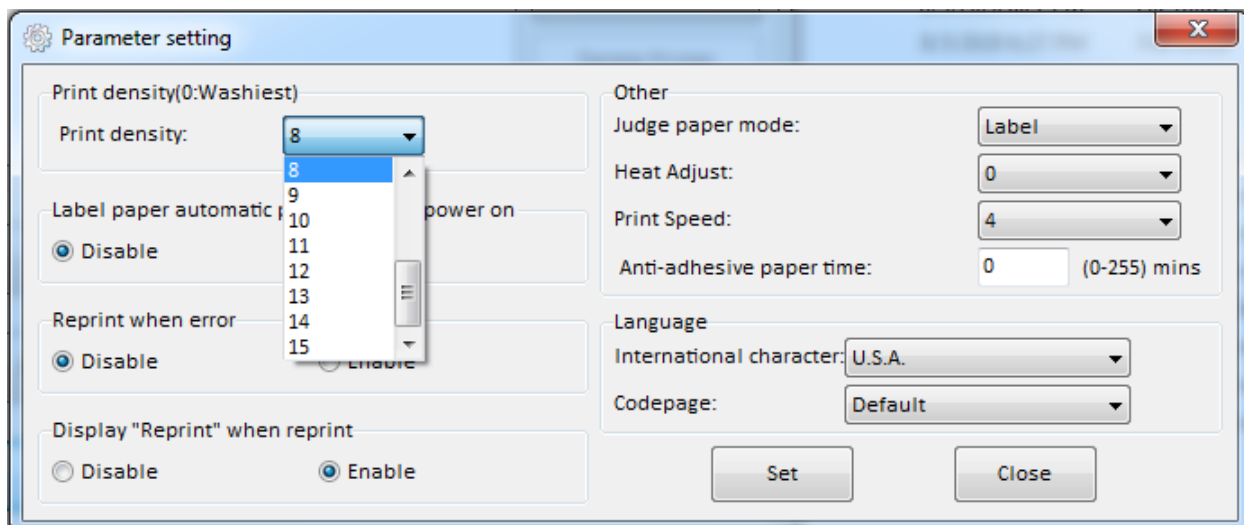 Parameter setting
Print density(0:Washiest)
Print density:
8
8
9
10
11
12
13
14
15
Label paper automatic power on
Disable
Reprint when error
Disable
Enable
Display "Reprint" when reprint
Disable
Enable
Other
Judge paper mode:
Label
Heat Adjust:
0
Print Speed:
4
Anti-adhesive paper time:
0
(0-255) mins
Language
International character:
U.S.A.
Codepage:
Default
Set
Close